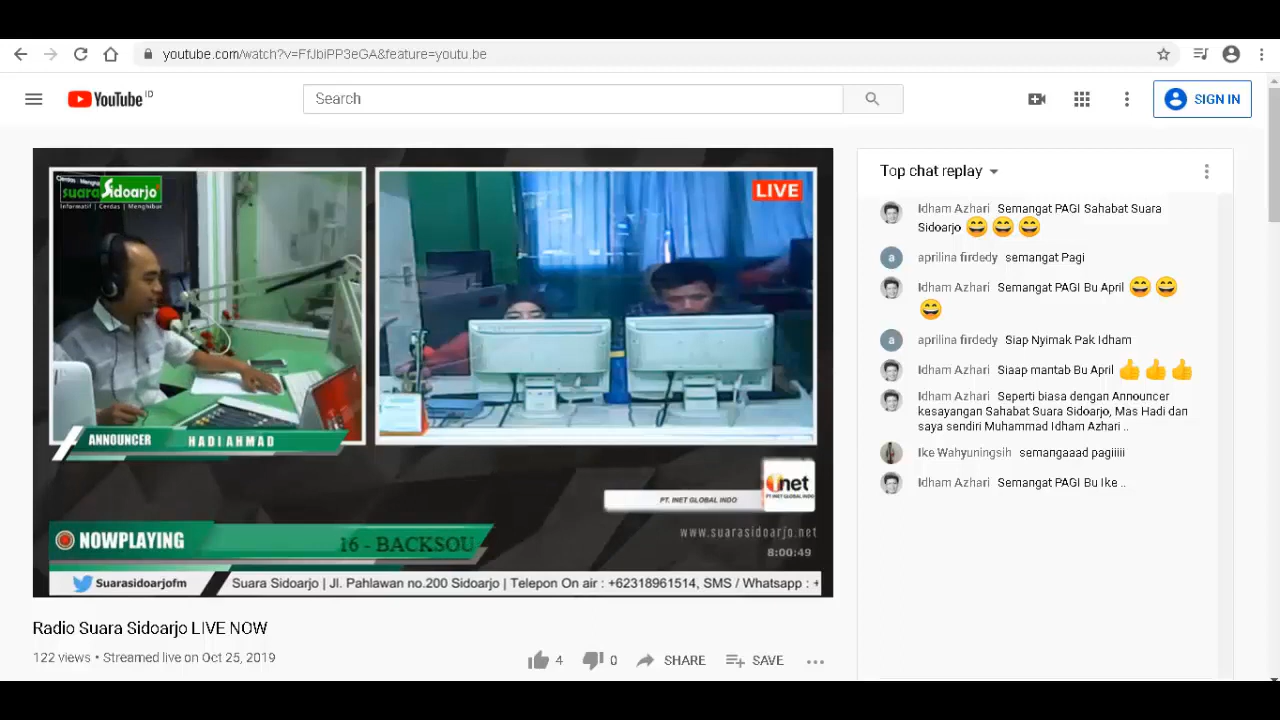 youtube.com/watch?v=FfJbiPP3eGA&feature=youtu.be
YouTube ID
Search
SIGN IN
suara Sidoarjo
Informatif | Cerdas | Menghibur
LIVE
ANNOUNCER HADI AHMAD
inet
PT. INET GLOBAL INDO
PT. INET GLOBAL INDO
www.suarasidoarjo.net
NOWPLAYING 16 - BACKSOU
8:00:49
Suarasidoarjofm Suara Sidoarjo | Jl. Pahlawan no.200 Sidoarjo | Telepon On air : +62318961514, SMS / Whatsapp : +
Radio Suara Sidoarjo LIVE NOW
122 views • Streamed live on Oct 25, 2019
4 0 SHARE SAVE
Top chat replay
Idham Azhari Semangat PAGI Sahabat Suara
Sidoarjo 😄 😄 😄
a aprilina firdedy semangat Pagi
Idham Azhari Semangat PAGI Bu April 😄 😄
😄
a aprilina firdedy Siap Nyimak Pak Idham
Idham Azhari Siaap mantab Bu April 👍 👍 👍
Idham Azhari Seperti biasa dengan Announcer
kesayangan Sahabat Suara Sidoarjo, Mas Hadi dan
saya sendiri Muhammad Idham Azhari ..
Ike Wahyuningsih semangaaad pagiiiii
Idham Azhari Semangat PAGI Bu Ike ..